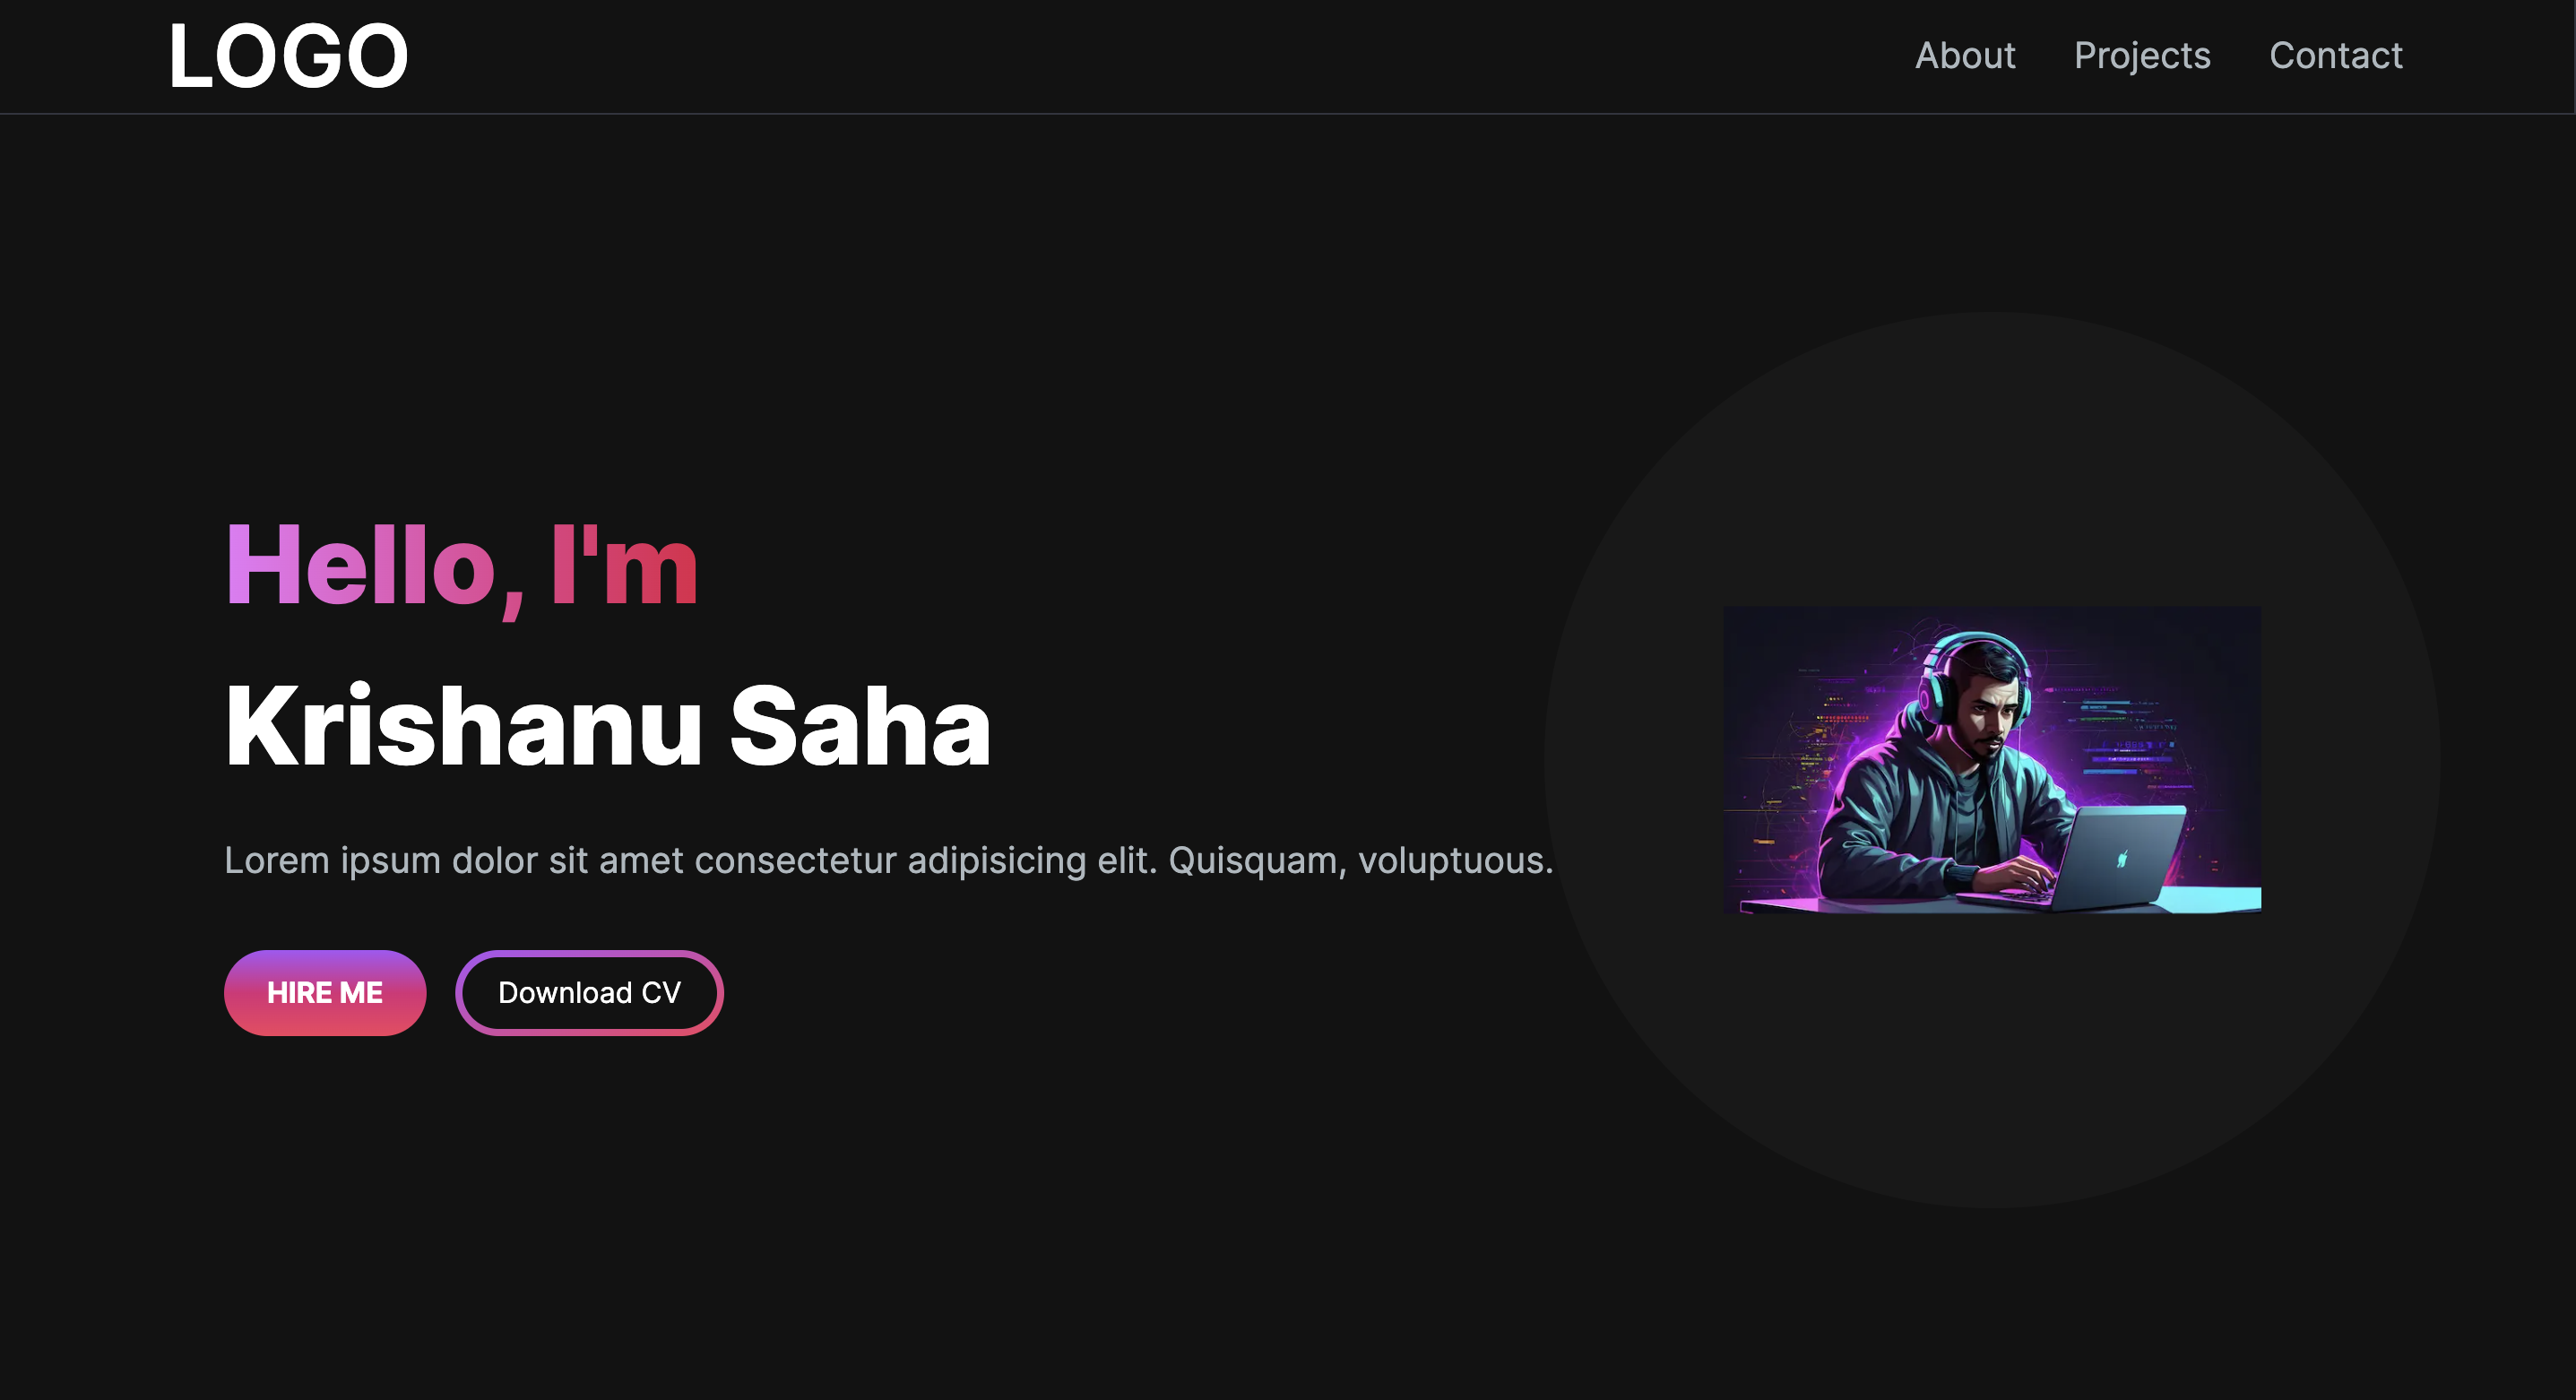 LOGO
About Projects Contact
Hello, I'm
Krishanu Saha
Lorem ipsum dolor sit amet consectetur adipisicing elit. Quisquam, voluptuous.
HIRE ME
Download CV